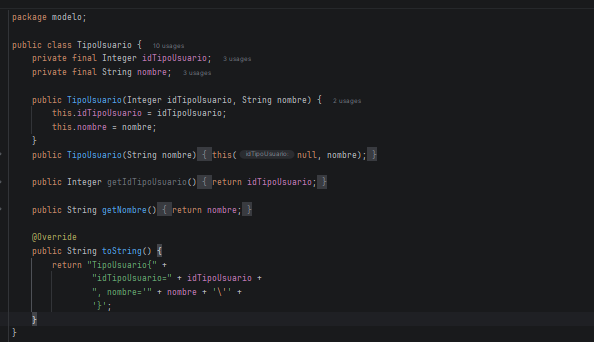 package modelo;
public class TipoUsuario { 10 usages
private final Integer idTipoUsuario; 3 usages
private final String nombre; 3 usages
public TipoUsuario(Integer idTipoUsuario, String nombre) { 2 usages
this.idTipoUsuario = idTipoUsuario;
this.nombre = nombre;
}
public TipoUsuario(String nombre) { this( idTipoUsuario: null, nombre); }
public Integer getIdTipoUsuario() { return idTipoUsuario; }
public String getNombre() { return nombre; }
@Override
public String toString() {
return "TipoUsuario{" +
"idTipoUsuario=" + idTipoUsuario +
", nombre='" + nombre + '\'' +
'}';
}
}